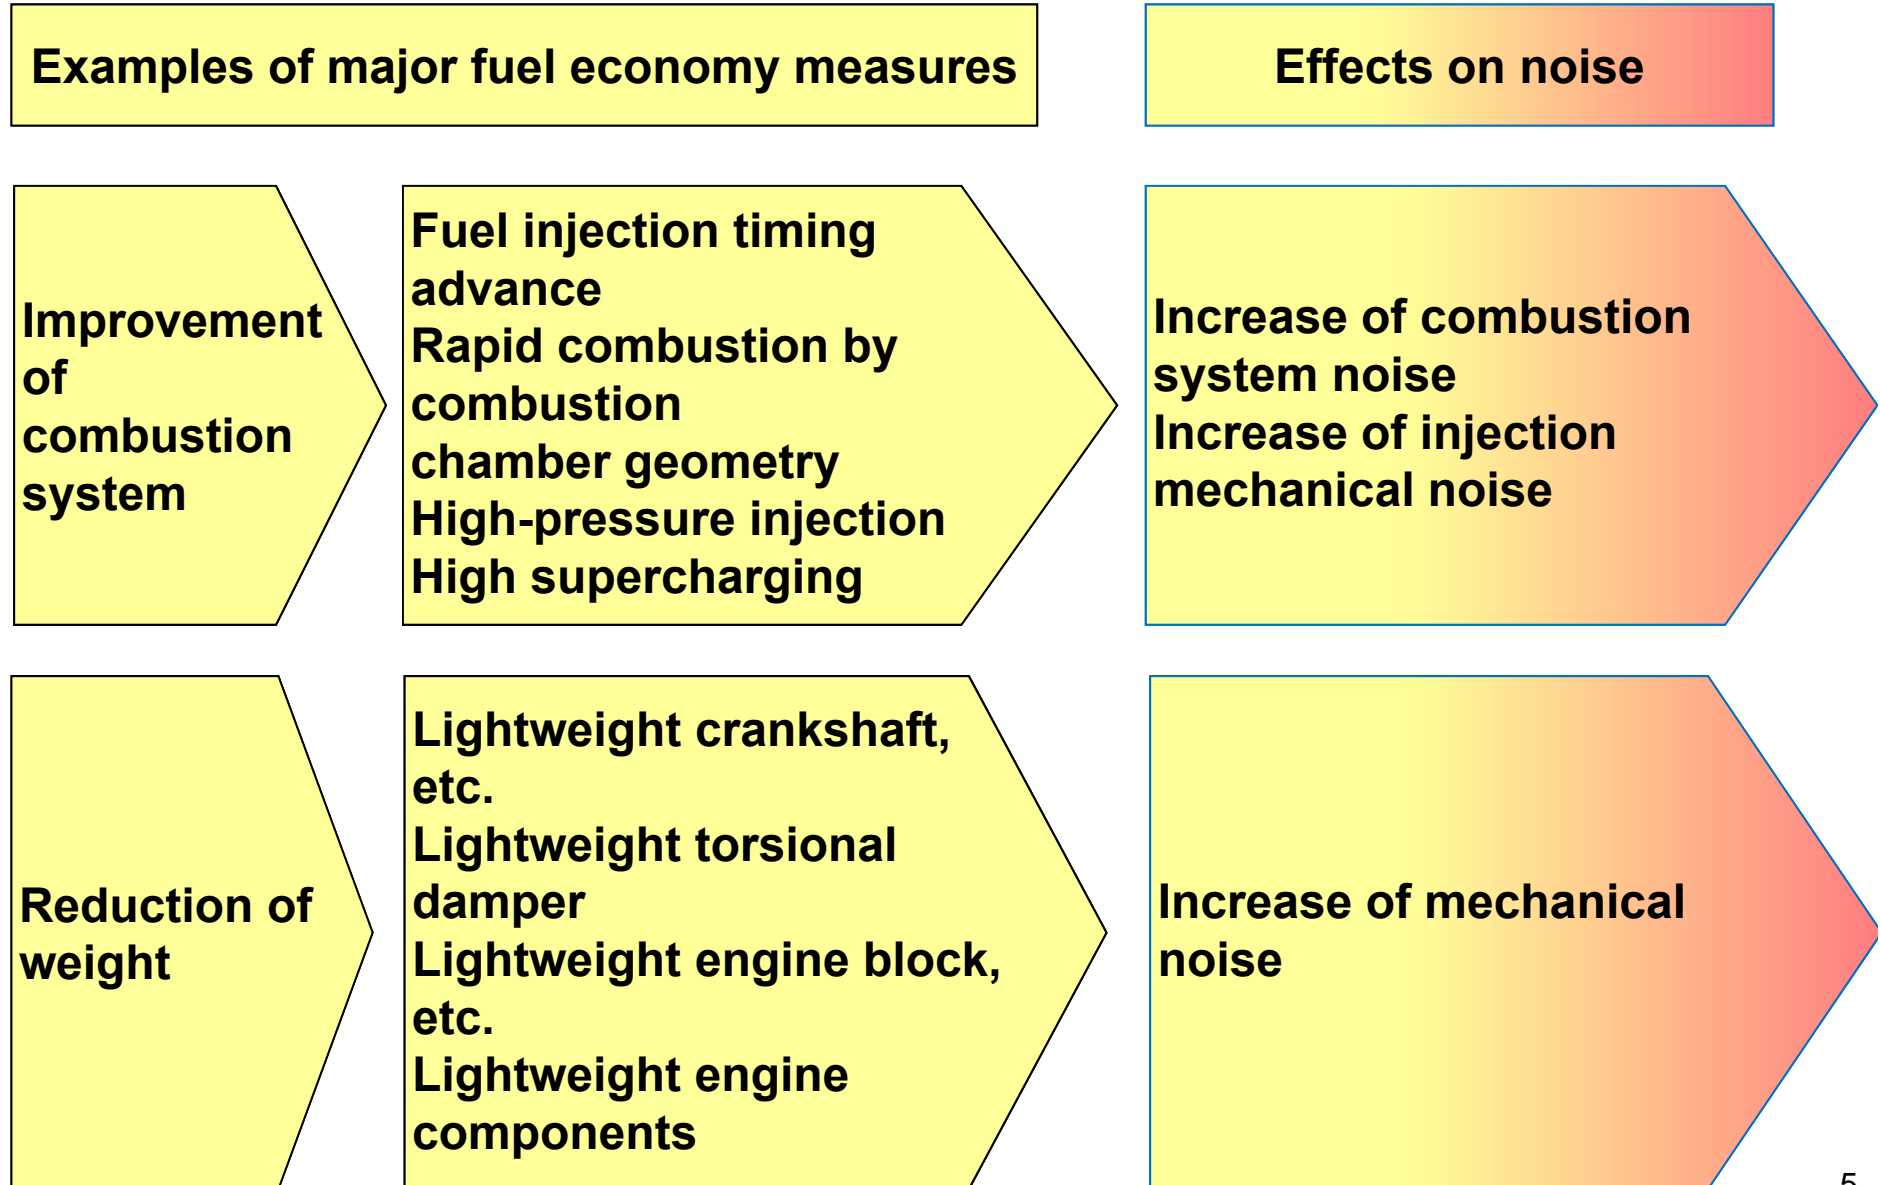 Examples of major fuel economy measures
Effects on noise
Improvement
of
combustion
system
Fuel injection timing
advance
Rapid combustion by
combustion
chamber geometry
High-pressure injection
High supercharging
Increase of combustion
system noise
Increase of injection
mechanical noise
Reduction of
weight
Lightweight crankshaft,
etc.
Lightweight torsional
damper
Lightweight engine block,
etc.
Lightweight engine
components
Increase of mechanical
noise
5